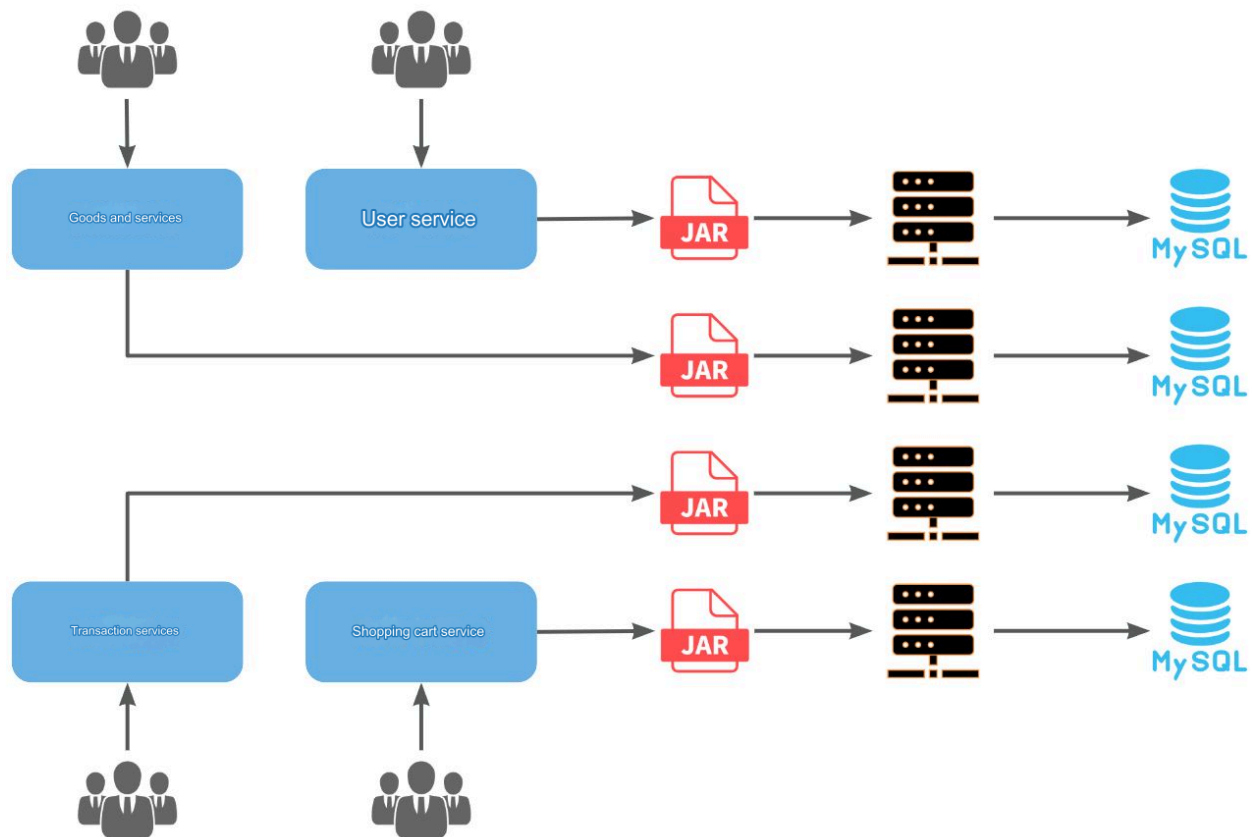 Goods and services
User service
JAR
MySQL
JAR
MySQL
JAR
MySQL
Transaction services
Shopping cart service
JAR
MySQL